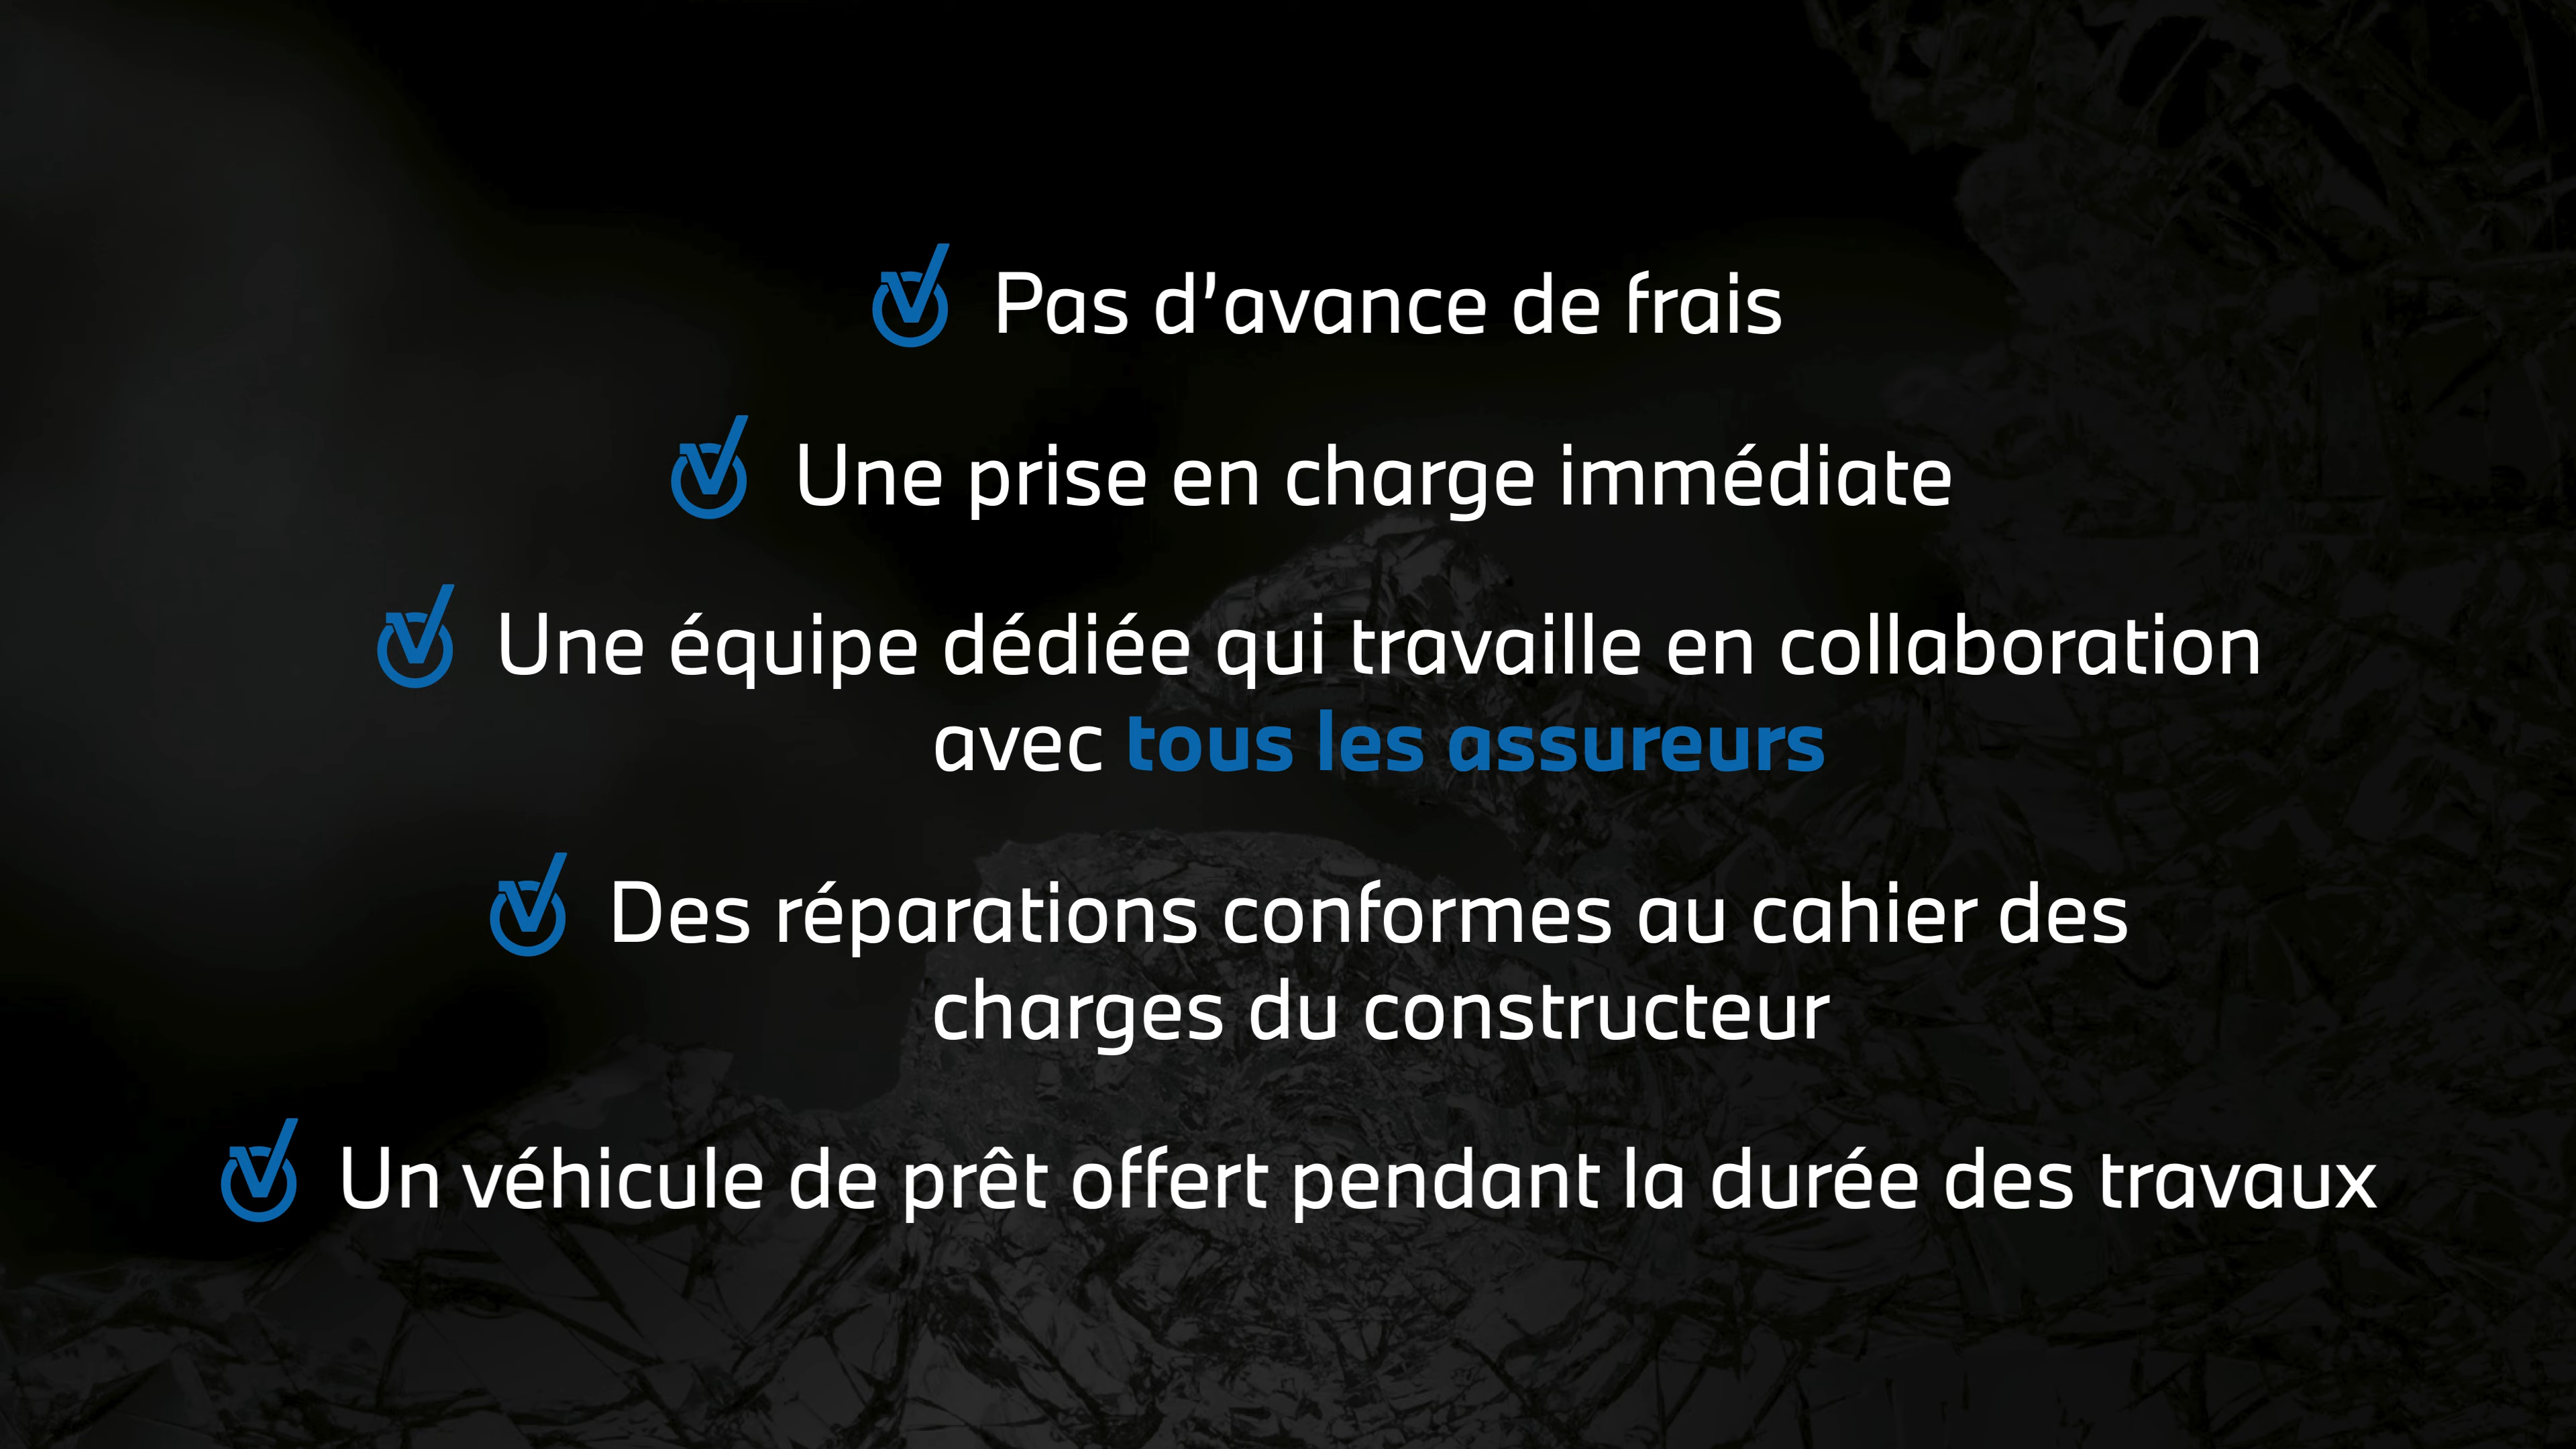 Pas d’avance de frais
Une prise en charge immédiate
Une équipe dédiée qui travaille en collaboration
avec tous les assureurs
Des réparations conformes au cahier des
charges du constructeur
Un véhicule de prêt offert pendant la durée des travaux